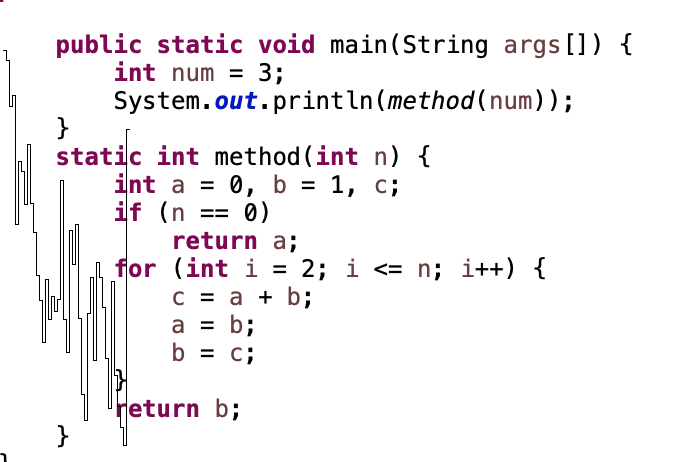 public static void main(String args[]) {
int num = 3;
System.out.println(method(num));
}
static int method(int n) {
int a = 0, b = 1, c;
if (n == 0)
return a;
for (int i = 2; i <= n; i++) {
c = a + b;
a = b;
b = c;
}
return b;
}
}